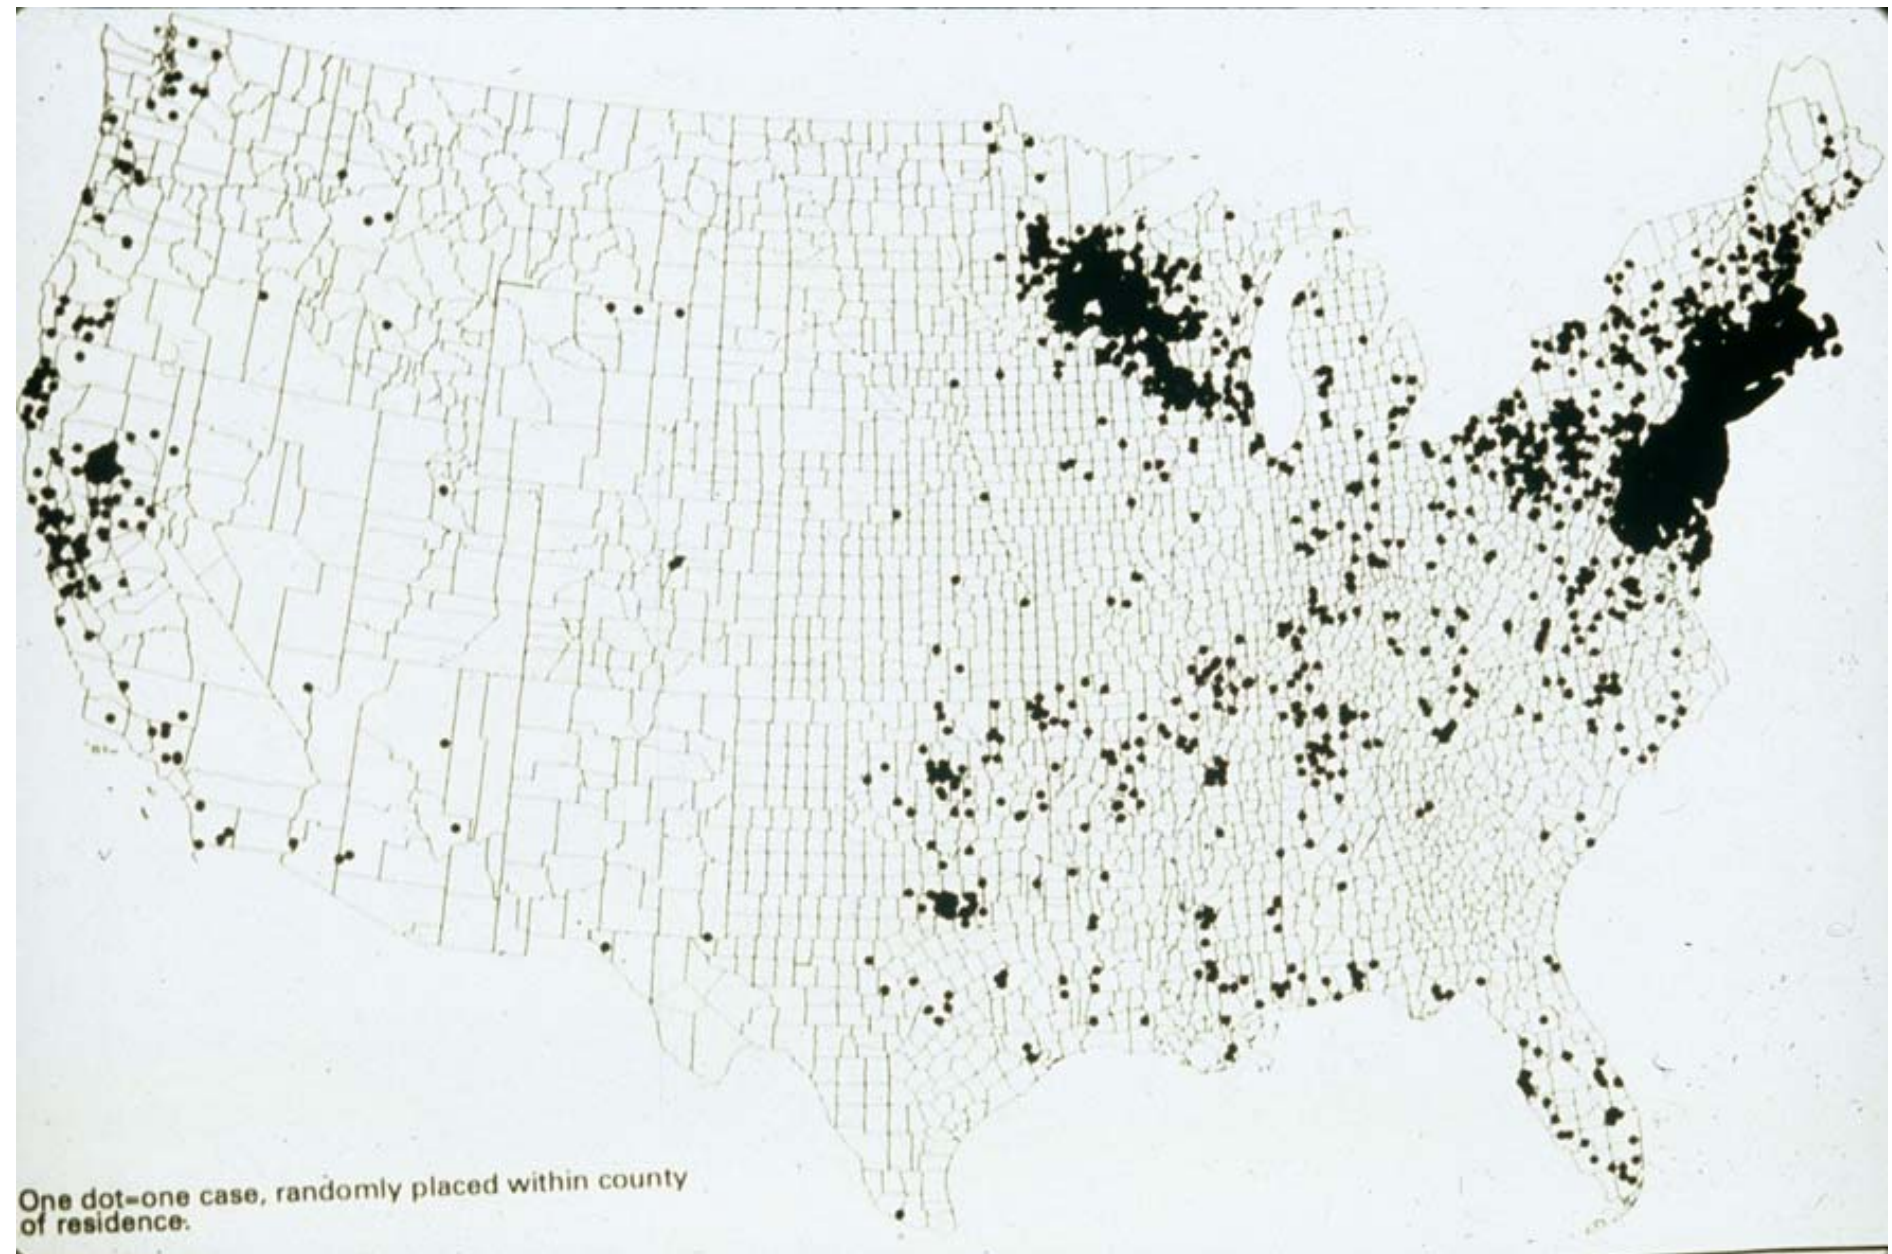 One dot=one case, randomly placed within county
of residence.